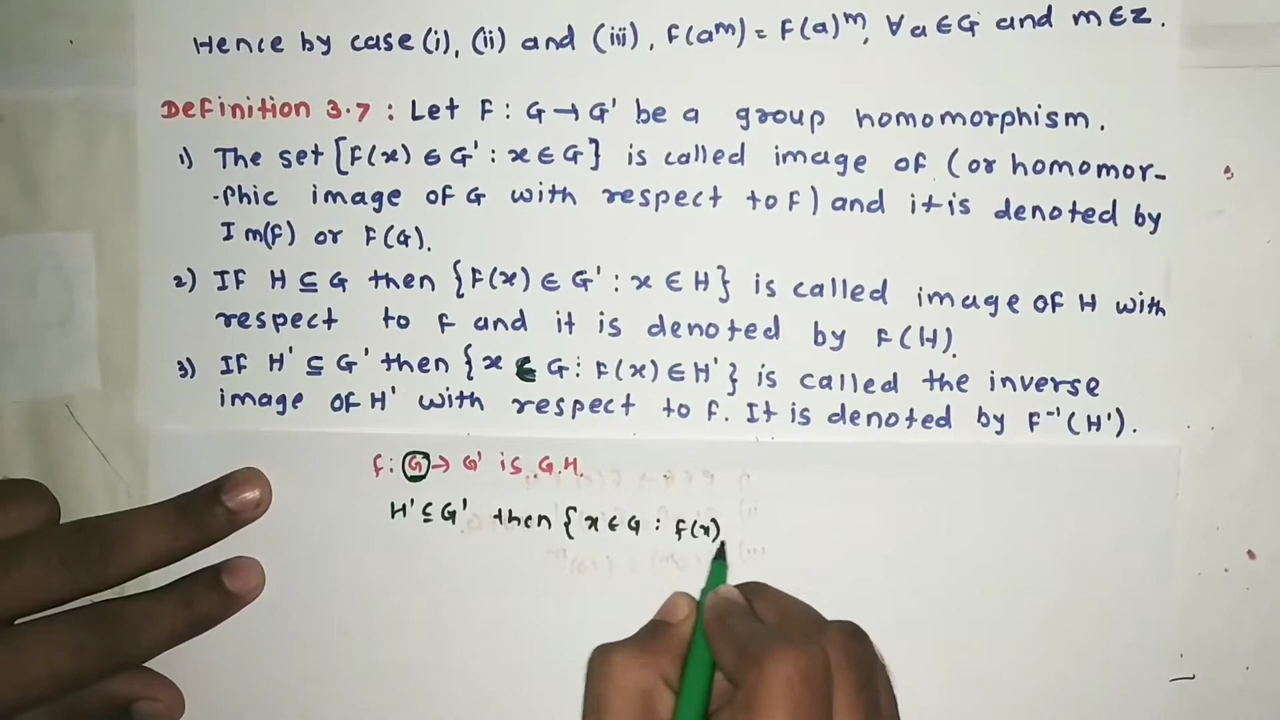 Hence by case (i), (ii) and (iii), F(aᵐ) = F(a)ᵐ, ∀ a ∈ G and m ∈ Z.
Definition 3.7 : Let F : G → G' be a group homomorphism.
1) The set [F(x) ∈ G' : x ∈ G} is called image of (or homomor-
-phic image of G with respect to F) and it is denoted by
Im(F) or F(G).
2) IF H ⊆ G then {F(x) ∈ G' : x ∈ H} is called image of H with
respect to F and it is denoted by F(H).
3) IF H' ⊆ G' then {x ∈ G : F(x) ∈ H'} is called the inverse
image of H' with respect to F. It is denoted by F⁻¹(H').
F : G → G' is G.H.
H' ⊆ G' then {x ∈ G : F(x)